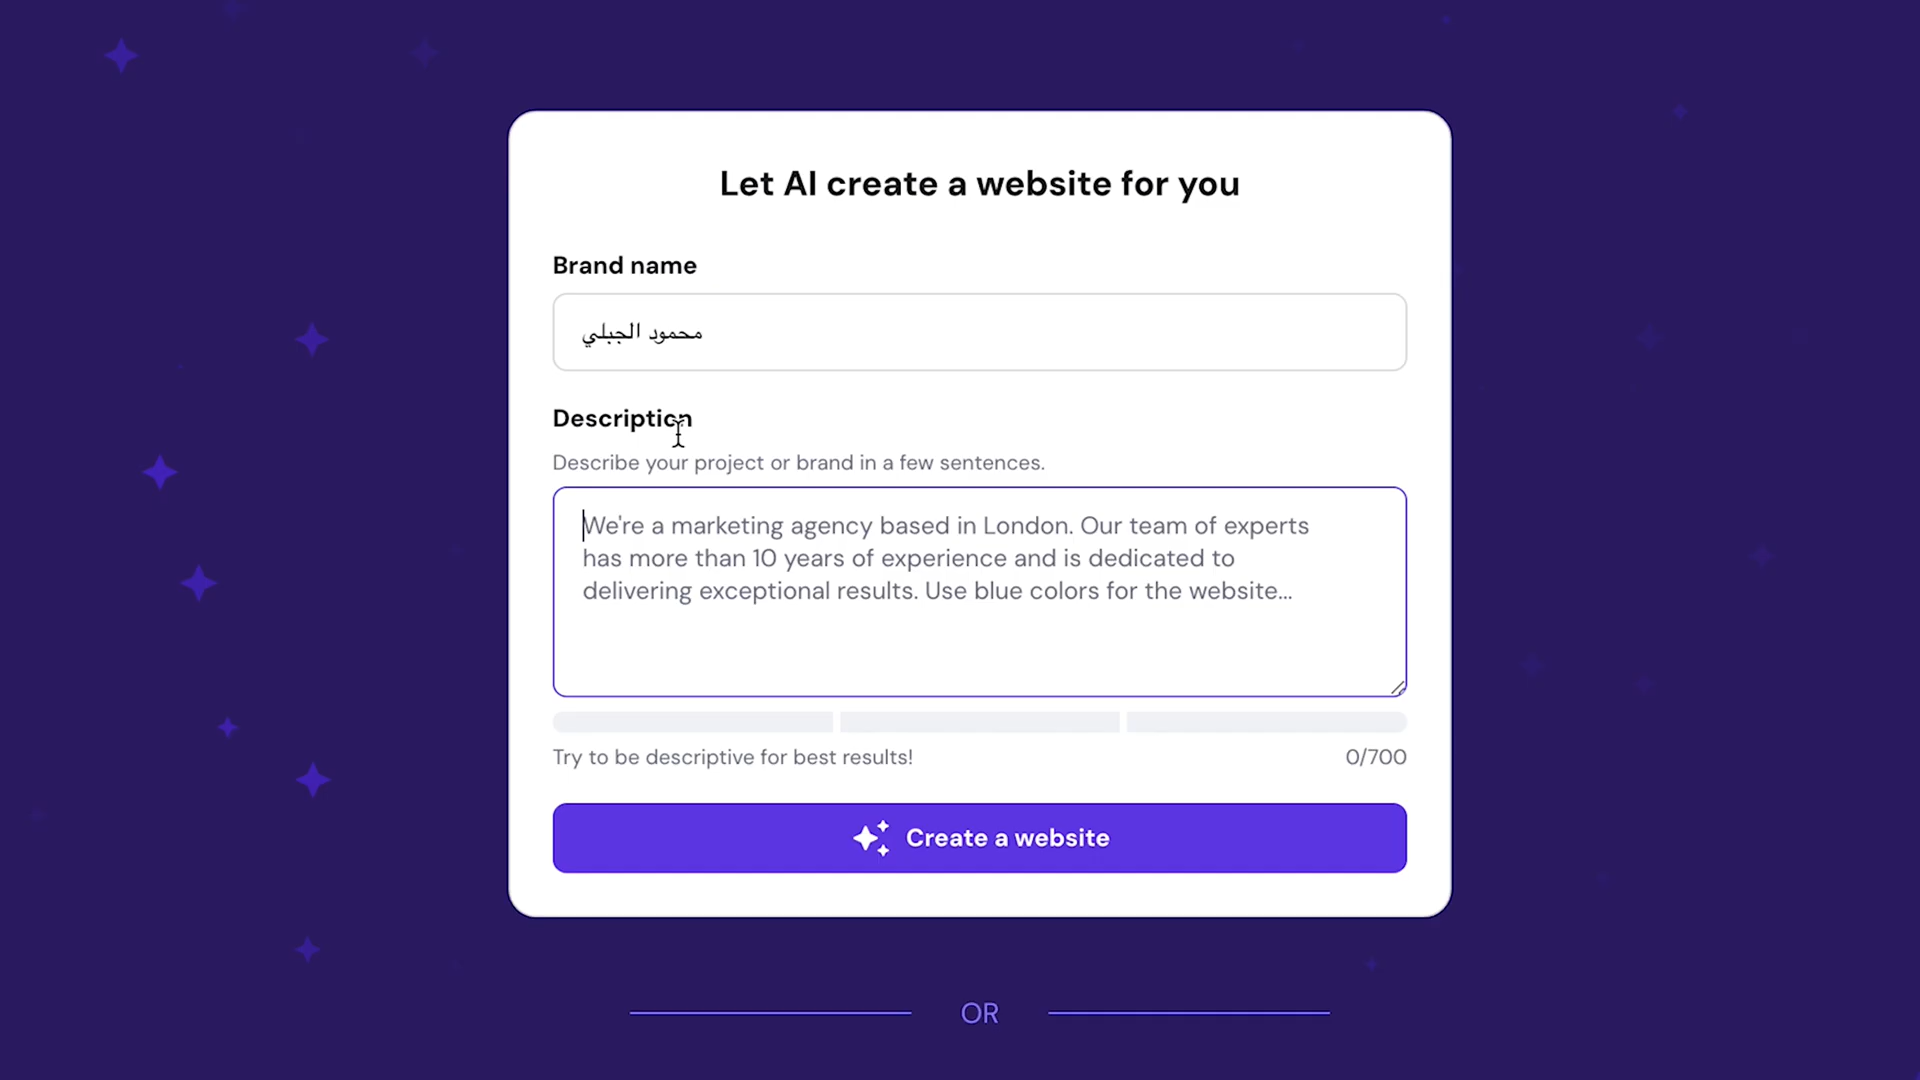 Let AI create a website for you
Brand name
محمود الجبلي
Description
Describe your project or brand in a few sentences.
We're a marketing agency based in London. Our team of experts
has more than 10 years of experience and is dedicated to
delivering exceptional results. Use blue colors for the website...
Try to be descriptive for best results!
0/700
Create a website
OR